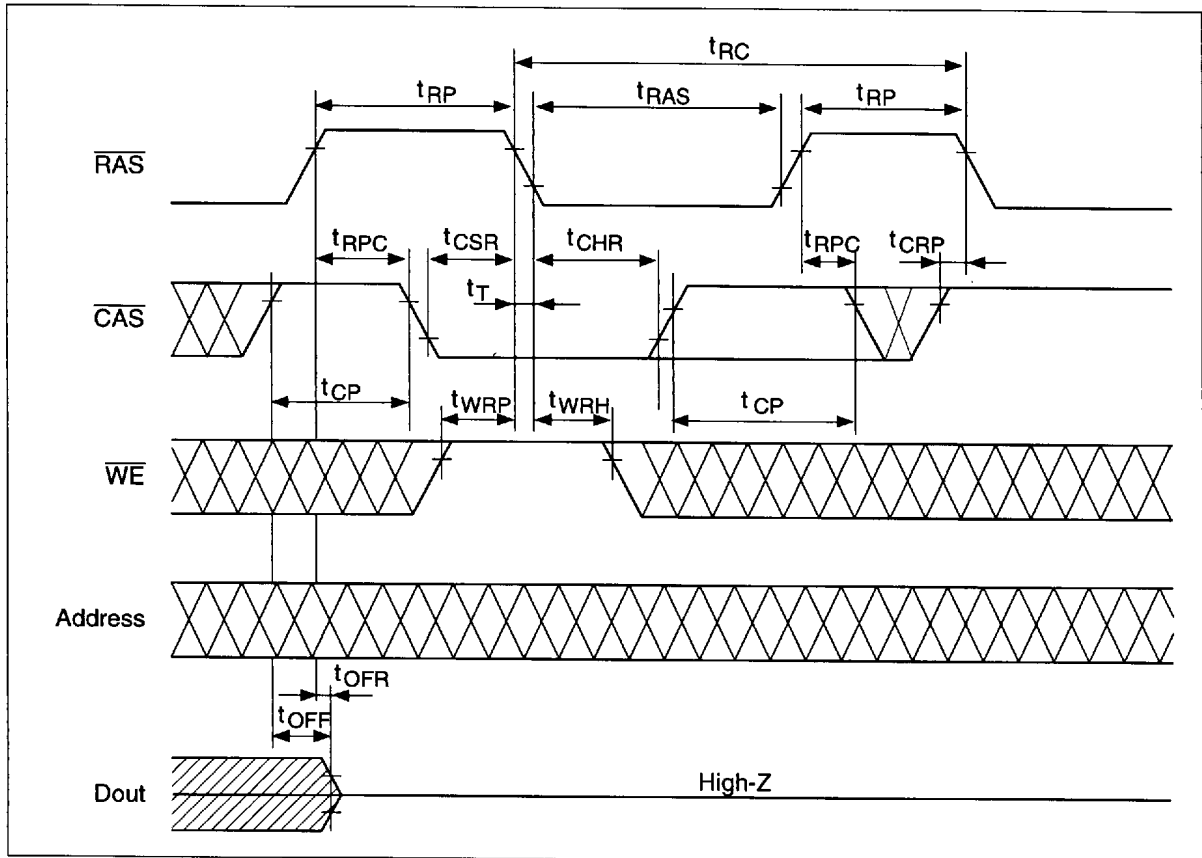 tRC
tRP tRAS tRP
RAS
tRPC tCSR tCHR tRPC tCRP
tT
CAS
tCP tWRP tWRH tCP
WE
Address
tOFR
tOFF
High-Z
Dout